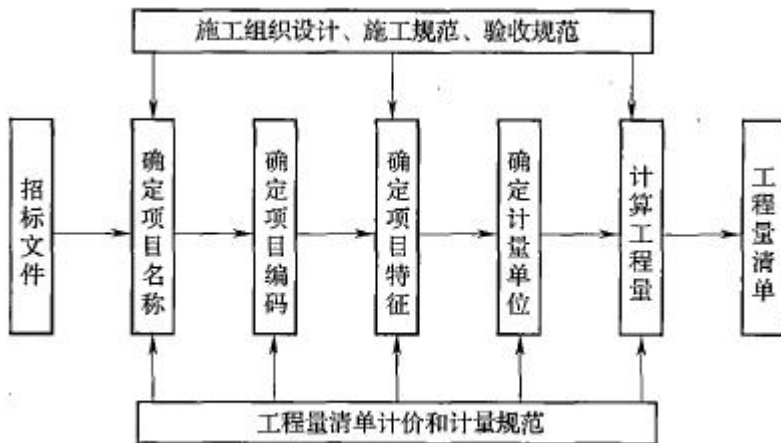 施工组织设计、施工规范、验收规范
招标文件
确定项目名称
确定项目编码
确定项目特征
确定计量单位
计算工程量
工程量清单
工程量清单计价和计量规范